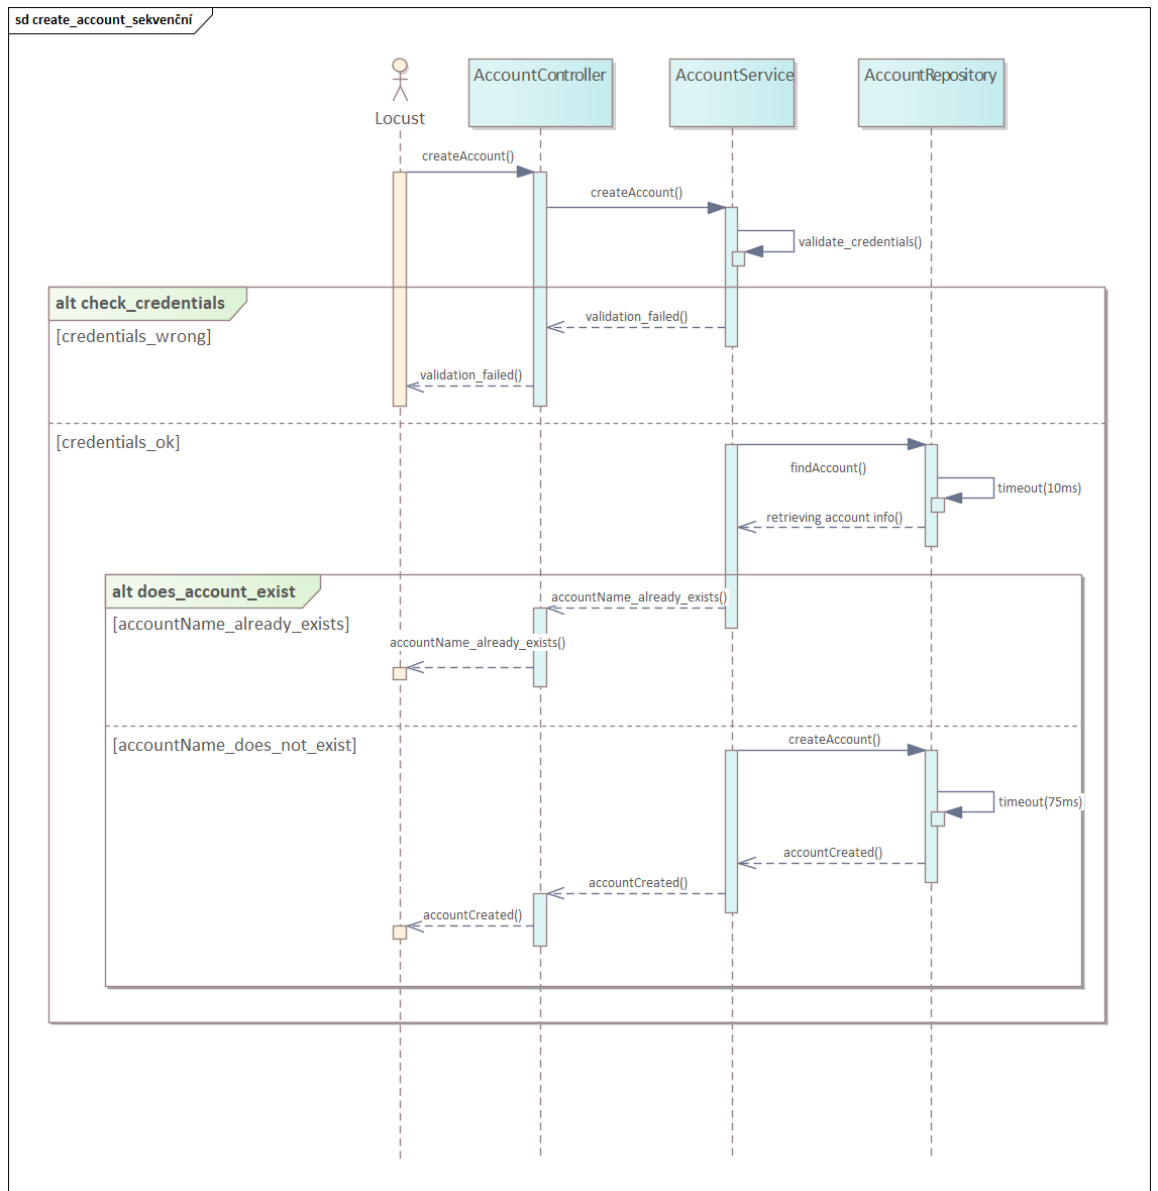 sd create_account_sekvenční
Locust
AccountController
AccountService
AccountRepository
createAccount()
createAccount()
validate_credentials()
alt check_credentials
[credentials_wrong]
validation_failed()
validation_failed()
[credentials_ok]
findAccount()
timeout(10ms)
retrieving account info()
alt does_account_exist
[accountName_already_exists]
accountName_already_exists()
accountName_already_exists()
[accountName_does_not_exist]
createAccount()
timeout(75ms)
accountCreated()
accountCreated()
accountCreated()